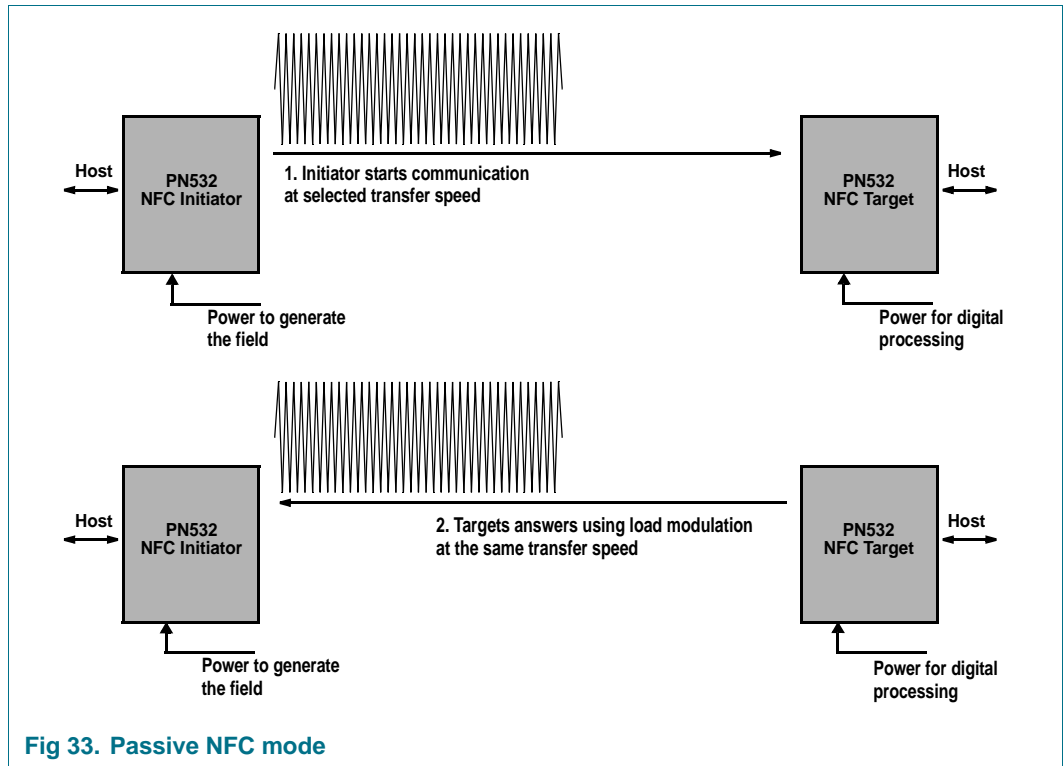 Host
PN532
NFC Initiator
1. Initiator starts communication
at selected transfer speed
PN532
NFC Target
Host
Power to generate
the field
Power for digital
processing
Host
PN532
NFC Initiator
2. Targets answers using load modulation
at the same transfer speed
PN532
NFC Target
Host
Power to generate
the field
Power for digital
processing
Fig 33. Passive NFC mode